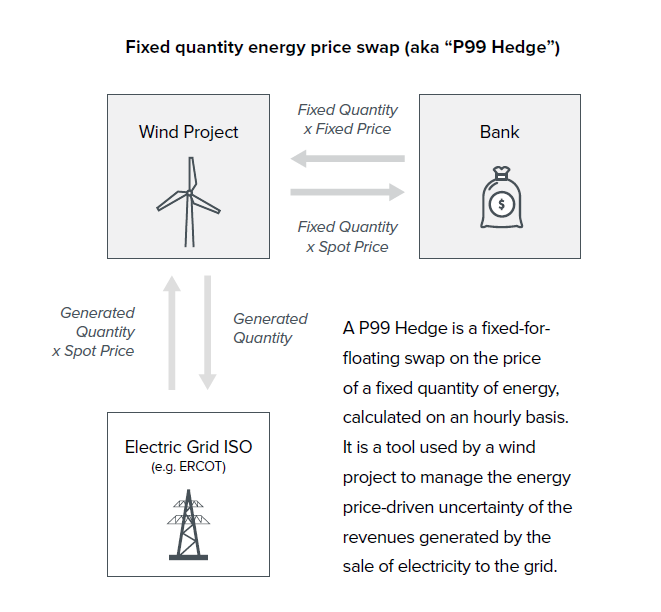 Fixed quantity energy price swap (aka “P99 Hedge”)
Wind Project
Fixed Quantity
x Fixed Price
Bank
$
Fixed Quantity
x Spot Price
Generated
Quantity
x Spot Price
Generated
Quantity
Electric Grid ISO
(e.g. ERCOT)
A P99 Hedge is a fixed-for-
floating swap on the price
of a fixed quantity of energy,
calculated on an hourly basis.
It is a tool used by a wind
project to manage the energy
price-driven uncertainty of the
revenues generated by the
sale of electricity to the grid.